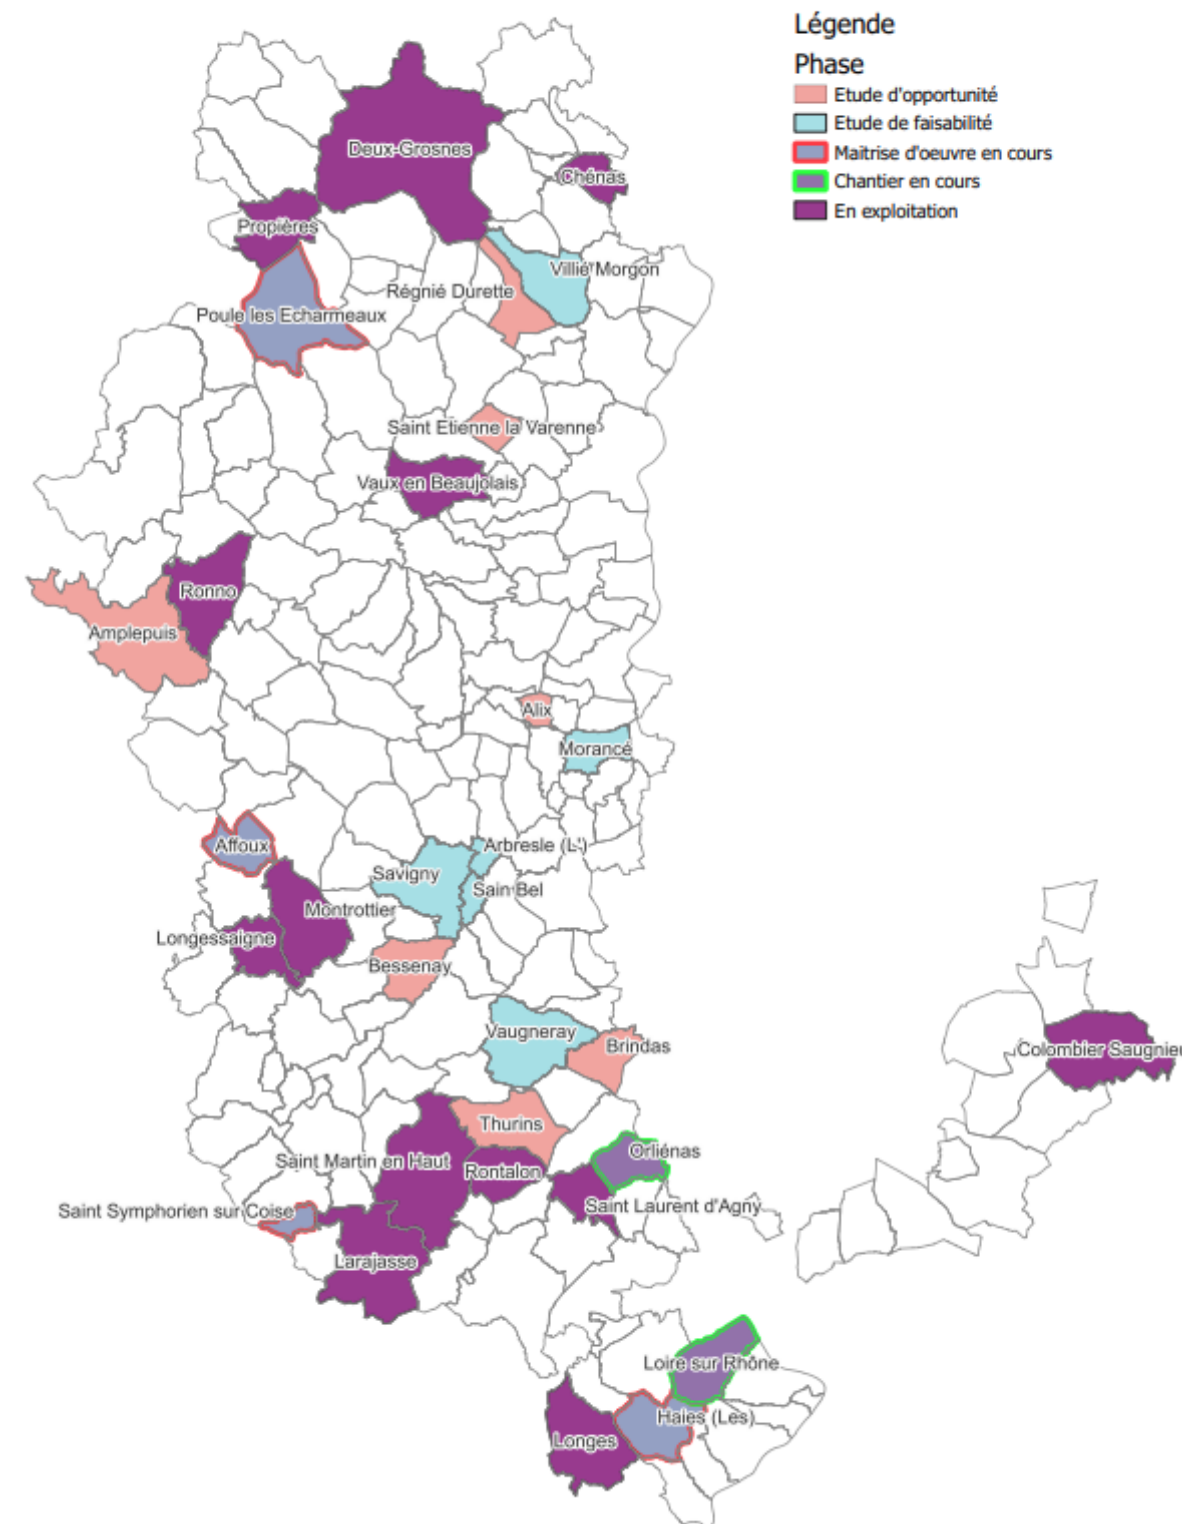 Légende
Phase
Etude d'opportunité
Etude de faisabilité
Maitrise d'oeuvre en cours
Chantier en cours
En exploitation
Deux-Grosnes
Chénas
Propières
Villié Morgon
Régnié Durette
Poule les Echarmeaux
Saint Etienne la Varenne
Vaux en Beaujolais
Ronno
Amplepuis
Alix
Morancé
Affoux
Arbresle (L')
Savigny
Sain Bel
Montrottier
Longessaigne
Bessenay
Vaugneray
Brindas
Colombier Saugnieu
Thurins
Orliénas
Saint Martin en Haut
Rontalon
Saint Laurent d'Agny
Saint Symphorien sur Coise
Larajasse
Loire sur Rhône
Haies (Les)
Longes